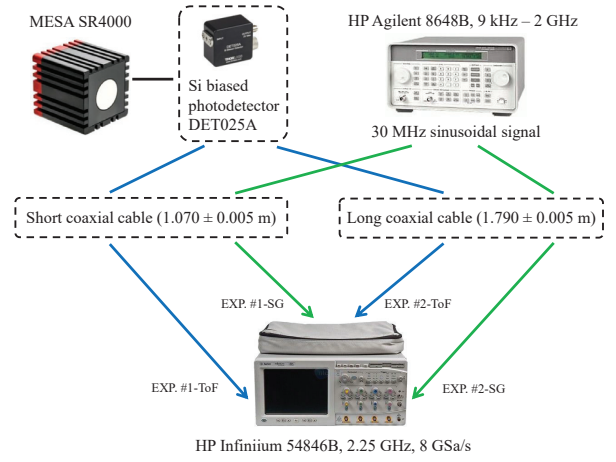 MESA SR4000
HP Agilent 8648B, 9 kHz – 2 GHz
Si biased
photodetector
DET025A
30 MHz sinusoidal signal
Short coaxial cable (1.070 ± 0.005 m)
Long coaxial cable (1.790 ± 0.005 m)
EXP. #1-SG
EXP. #2-ToF
EXP. #1-ToF
EXP. #2-SG
HP Infiniium 54846B, 2.25 GHz, 8 GSa/s